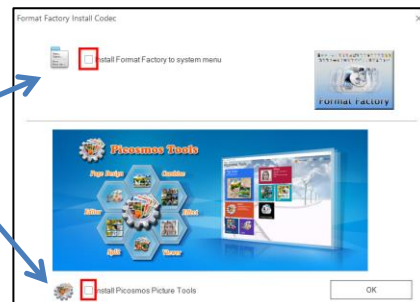 Format Factory Install Codec
Install Format Factory to system menu
Format Factory
Picosmos Tools
Page Design
Combine
Editor
Effect
Split
Viewer
Install Picosmos Picture Tools
OK